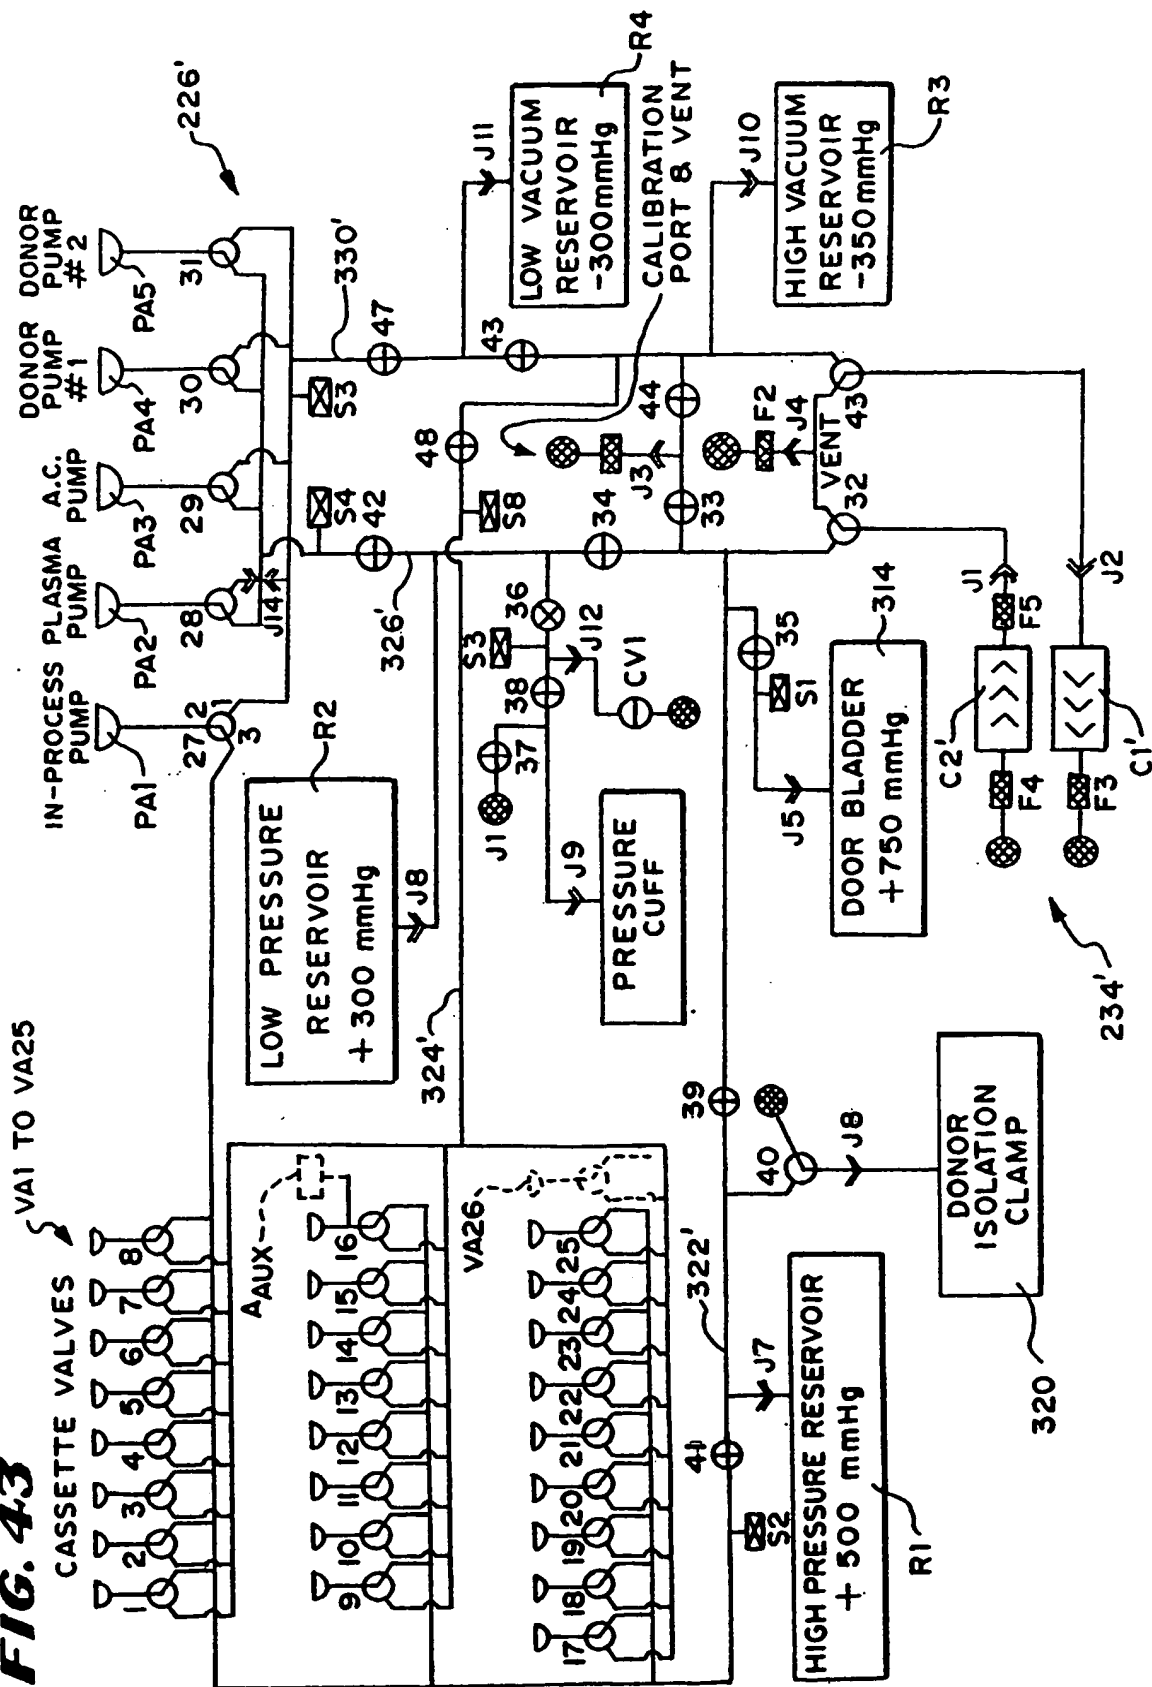 FIG. 43
CASSETTE VALVES
VA1 TO VA25
1 2 3 4 5 6 7 8
AAUX
9 10 11 12 13 14 15 16
VA26
17 18 19 20 20 21 22 23 24 25
IN-PROCESS PUMP
PLASMA PUMP
A.C. PUMP
DONOR PUMP #1
DONOR PUMP #2
226'
PA1
PA2
PA3
PA4
PA5
27 2 1 3
28
29
30
31
J14
S4
S3
330'
42
47
326'
LOW PRESSURE
RESERVOIR
+ 300 mmHg
R2
J8
324'
48
S8
43
J11
LOW VACUUM
RESERVOIR
-300mmHg
R4
CALIBRATION
PORT & VENT
34
J3
33
44
F2
J4
VENT
32
43
J10
HIGH VACUUM
RESERVOIR
-350mmHg
R3
S3
36
J12
38
37
J1
CV1
J9
PRESSURE
CUFF
35
S1
J5
DOOR BLADDER
+750 mmHg
314
J1
F5
C2'
F4
J2
C1'
F3
234'
39
40
J8
DONOR
ISOLATION
CLAMP
320
322'
41
S2
J7
HIGH PRESSURE RESERVOIR
+ 500 mmHg
R1